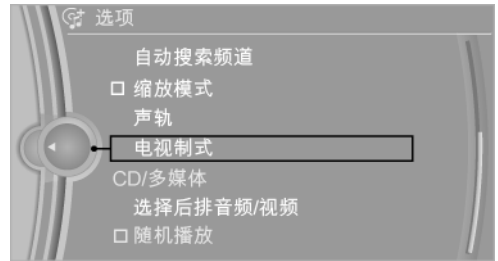 选项
自动搜索频道
缩放模式
声轨
电视制式
CD/多媒体
选择后排音频/视频
随机播放